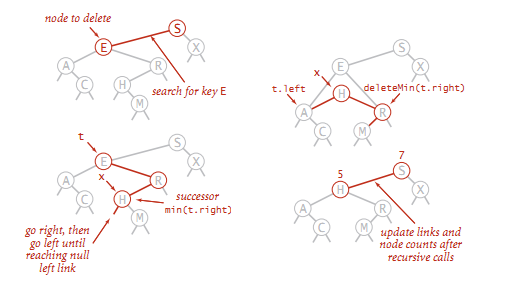 node to delete
S
E
X
A
R
search for key E
C
H
M
t
S
E
X
x
A
R
C
H
successor
min(t.right)
M
go right, then
go left until
reaching null
left link
S
E
X
x
t.left
H
deleteMin(t.right)
A
R
C
M
7
5
S
H
X
A
R
C
M
update links and
node counts after
recursive calls